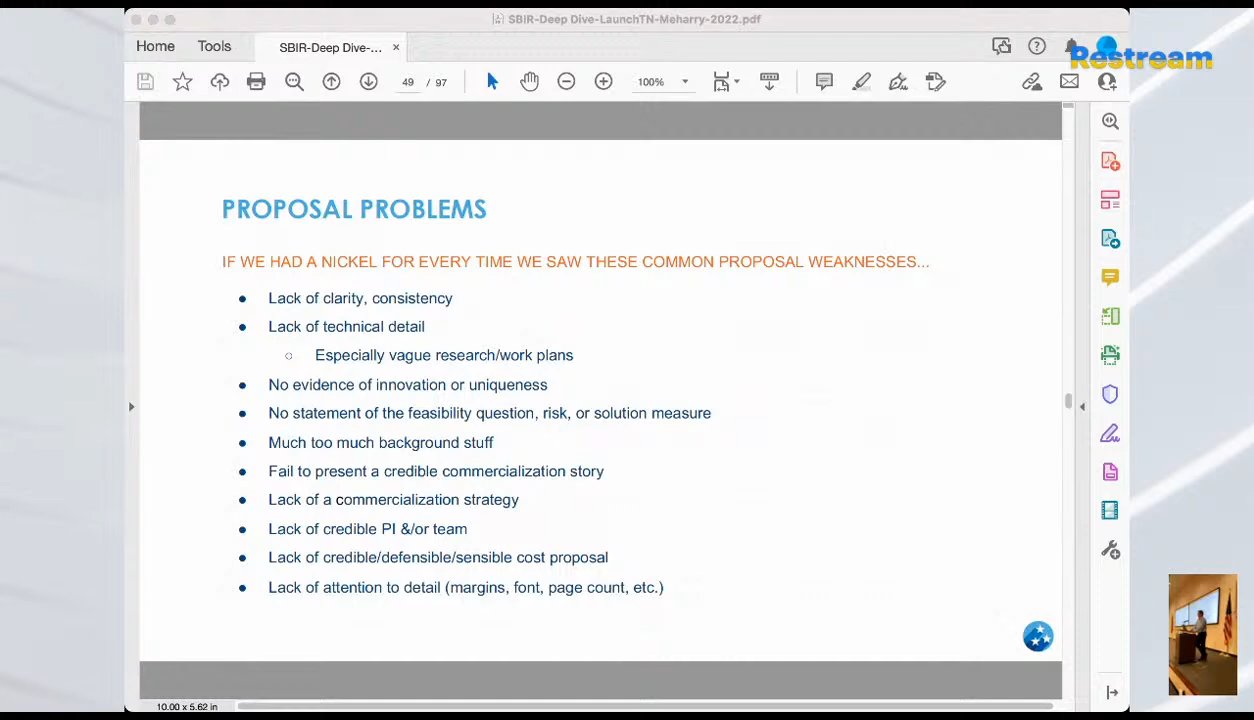 SBIR-Deep Dive-LaunchTN-Meharry-2022.pdf
Home Tools SBIR-Deep Dive-... ×
Restream
49 / 97 100%
PROPOSAL PROBLEMS
IF WE HAD A NICKEL FOR EVERY TIME WE SAW THESE COMMON PROPOSAL WEAKNESSES...
● Lack of clarity, consistency
● Lack of technical detail
○ Especially vague research/work plans
● No evidence of innovation or uniqueness
● No statement of the feasibility question, risk, or solution measure
● Much too much background stuff
● Fail to present a credible commercialization story
● Lack of a commercialization strategy
● Lack of credible PI &/or team
● Lack of credible/defensible/sensible cost proposal
● Lack of attention to detail (margins, font, page count, etc.)
10.00 x 5.62 in